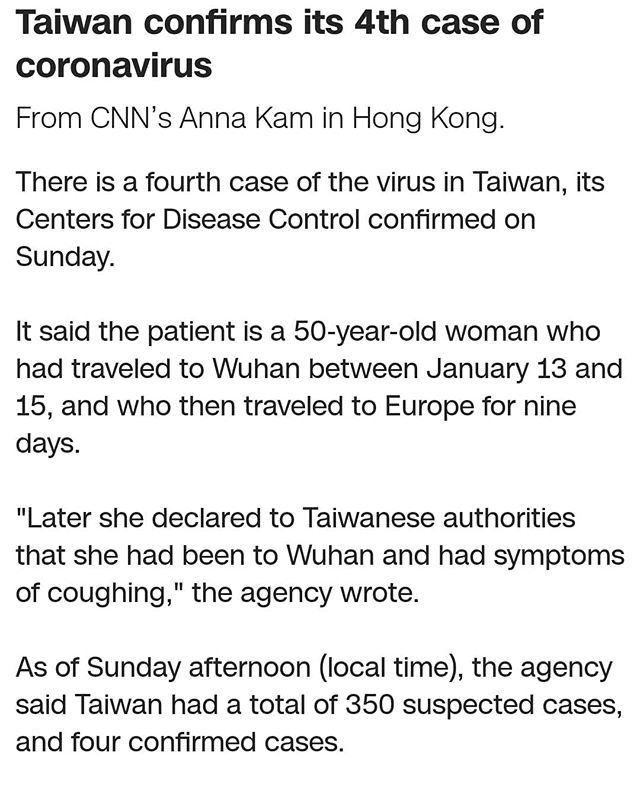 Taiwan confirms its 4th case of
coronavirus
From CNN’s Anna Kam in Hong Kong.
There is a fourth case of the virus in Taiwan, its
Centers for Disease Control confirmed on
Sunday.
It said the patient is a 50-year-old woman who
had traveled to Wuhan between January 13 and
15, and who then traveled to Europe for nine
days.
"Later she declared to Taiwanese authorities
that she had been to Wuhan and had symptoms
of coughing," the agency wrote.
As of Sunday afternoon (local time), the agency
said Taiwan had a total of 350 suspected cases,
and four confirmed cases.